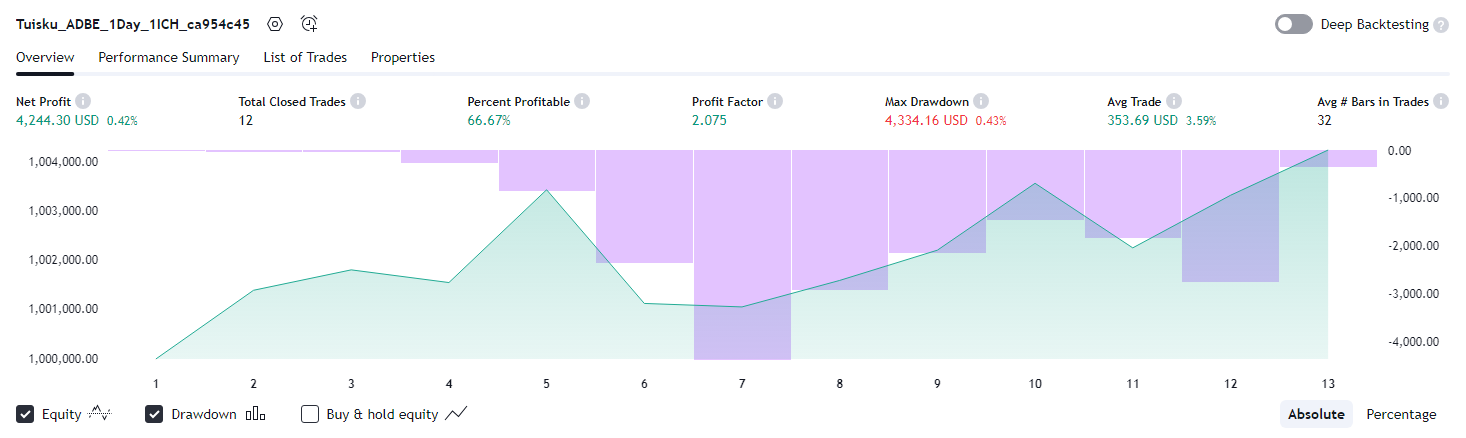 Tuisku_ADBE_1Day_1ICH_ca954c45 Deep Backtesting ?
Overview Performance Summary List of Trades Properties
Net Profit i Total Closed Trades i Percent Profitable i Profit Factor i Max Drawdown i Avg Trade i Avg # Bars in Trades i
4,244.30 USD 0.42% 12 66.67% 2.075 4,334.16 USD 0.43% 353.69 USD 3.59% 32
1,004,000.00 0.00
1,003,000.00 -1,000.00
1,002,000.00 -2,000.00
1,001,000.00 -3,000.00
1,000,000.00 -4,000.00
1 2 3 4 5 6 7 8 9 10 11 12 13
Equity Drawdown Buy & hold equity Absolute Percentage